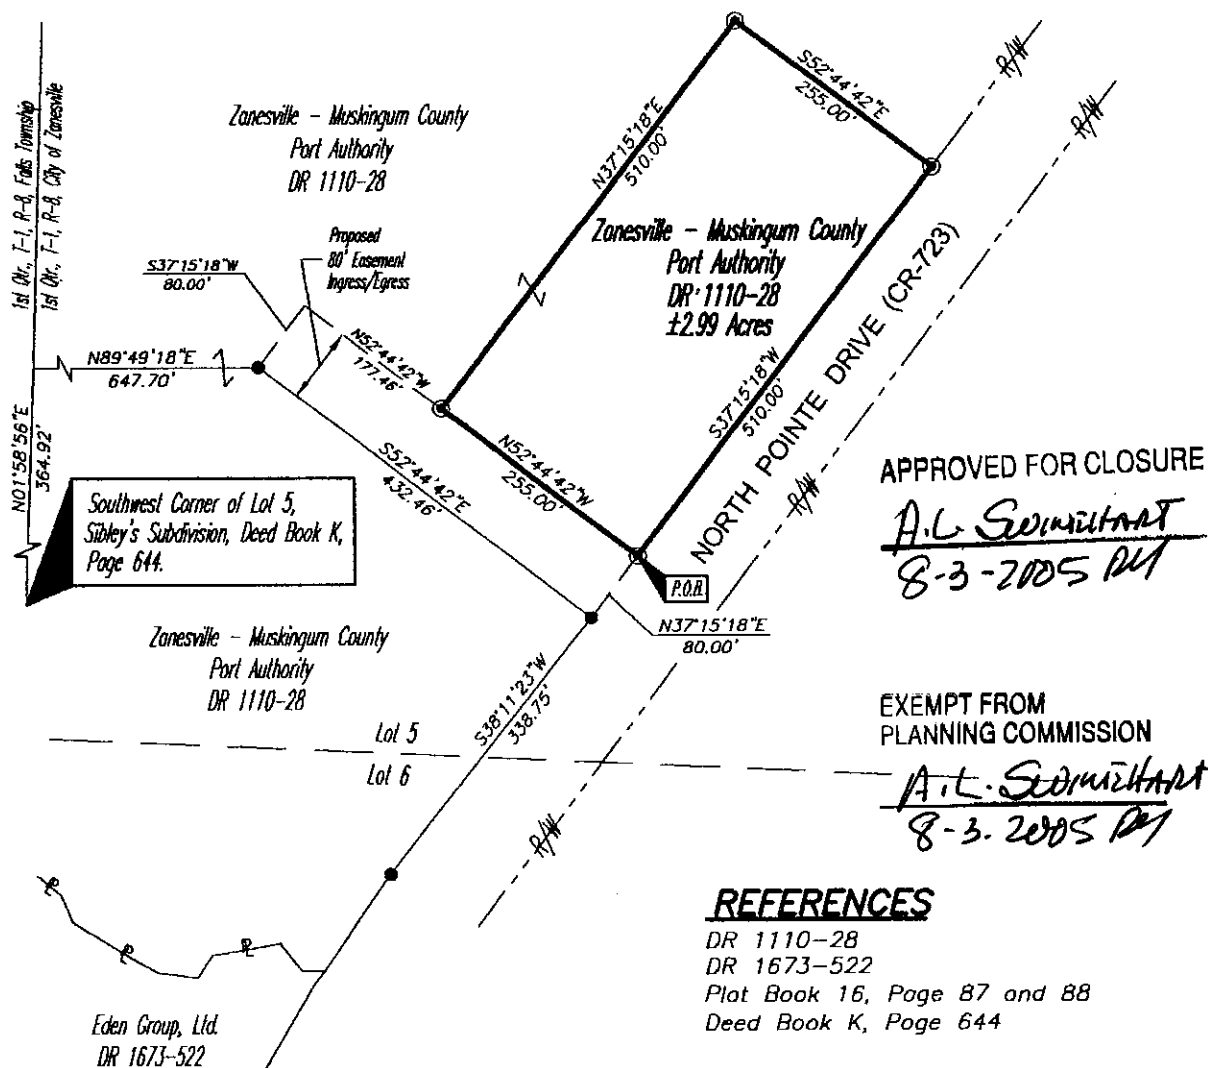 1st Qtr., T-1, R-8, Falls Township
1st Qtr., T-1, R-8, City of Zanesville
Zanesville - Muskingum County
Port Authority
DR 1110-28
Proposed
80' Easement
Ingress/Egress
S37°15'18"W
80.00'
N37°15'18"E
510.00'
S52°44'42"E
255.00'
R/W
R/W
Zanesville - Muskingum County
Port Authority
DR 1110-28
±2.99 Acres
N89°49'18"E
647.70'
N52°44'42"W
177.46'
S37°15'18"W
510.00'
NORTH POINTE DRIVE (CR-723)
N01°58'56"E
364.92'
S52°44'42"E
432.46'
N52°44'42"W
255.00'
R/W
APPROVED FOR CLOSURE
Southwest Corner of Lot 5,
Sibley's Subdivision, Deed Book K,
Page 644.
8-3-2005
P.O.B.
N37°15'18"E
80.00'
Zanesville - Muskingum County
Port Authority
DR 1110-28
S38°11'23"W
338.75'
Lot 5
Lot 6
R/W
EXEMPT FROM
PLANNING COMMISSION
8-3-2005
REFERENCES
DR 1110-28
DR 1673-522
Plat Book 16, Page 87 and 88
Deed Book K, Page 644
PL
PL
PL
Eden Group, Ltd.
DR 1673-522